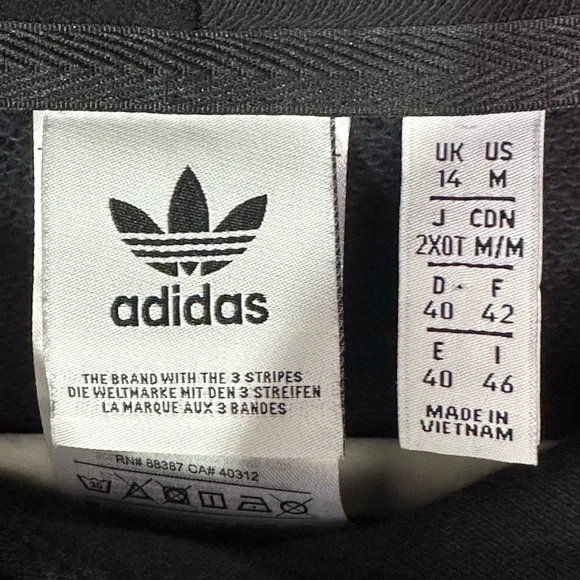 adidas
THE BRAND WITH THE 3 STRIPES
DIE WELTMARKE MIT DEN 3 STREIFEN
LA MARQUE AUX 3 BANDES
RN# 88387 CA# 40312
30
UK US
14 M
J CDN
2XOT M/M
D F
40 42
E I
40 46
MADE IN
VIETNAM